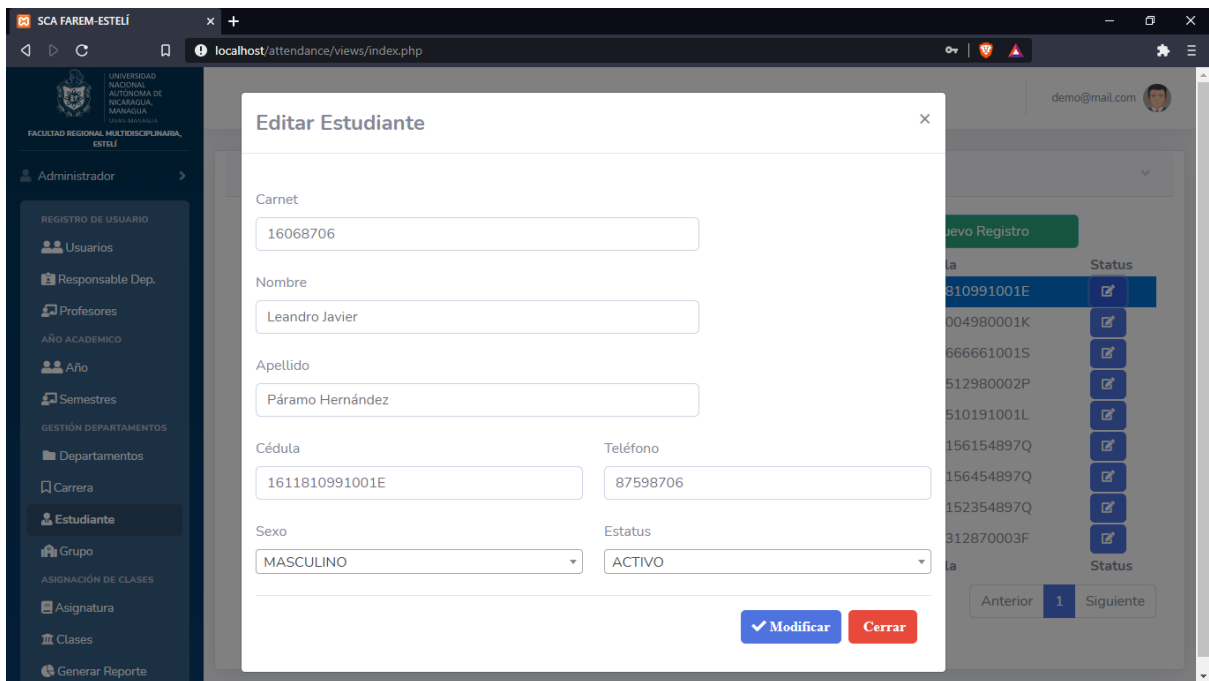 SCA FAREM-ESTELÍ
localhost/attendance/views/index.php
UNIVERSIDAD
NACIONAL
AUTÓNOMA DE
NICARAGUA,
MANAGUA
UNAN-MANAGUA
FACULTAD REGIONAL MULTIDISCIPLINARIA,
ESTELÍ
Administrador
REGISTRO DE USUARIO
Usuarios
Responsable Dep.
Profesores
AÑO ACADEMICO
Año
Semestres
GESTIÓN DEPARTAMENTOS
Departamentos
Carrera
Estudiante
Grupo
ASIGNACIÓN DE CLASES
Asignatura
Clases
Generar Reporte
demo@mail.com
Editar Estudiante
×
Carnet
16068706
Nombre
Leandro Javier
Apellido
Páramo Hernández
Cédula Teléfono
1611810991001E 87598706
Sexo Estatus
MASCULINO ACTIVO
Modificar Cerrar
uevo Registro
la Status
810991001E
004980001K
666661001S
512980002P
510191001L
156154897Q
156454897Q
152354897Q
312870003F
la Status
Anterior 1 Siguiente